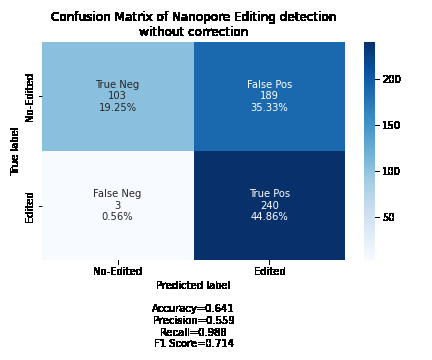 Confusion Matrix of Nanopore Editing detection
without correction
True label
No-Edited
Edited
True Neg
103
19.25%
False Pos
189
35.33%
False Neg
3
0.56%
True Pos
240
44.86%
200
150
100
50
No-Edited
Edited
Predicted label
Accuracy=0.641
Precision=0.559
Recall=0.988
F1 Score=0.714